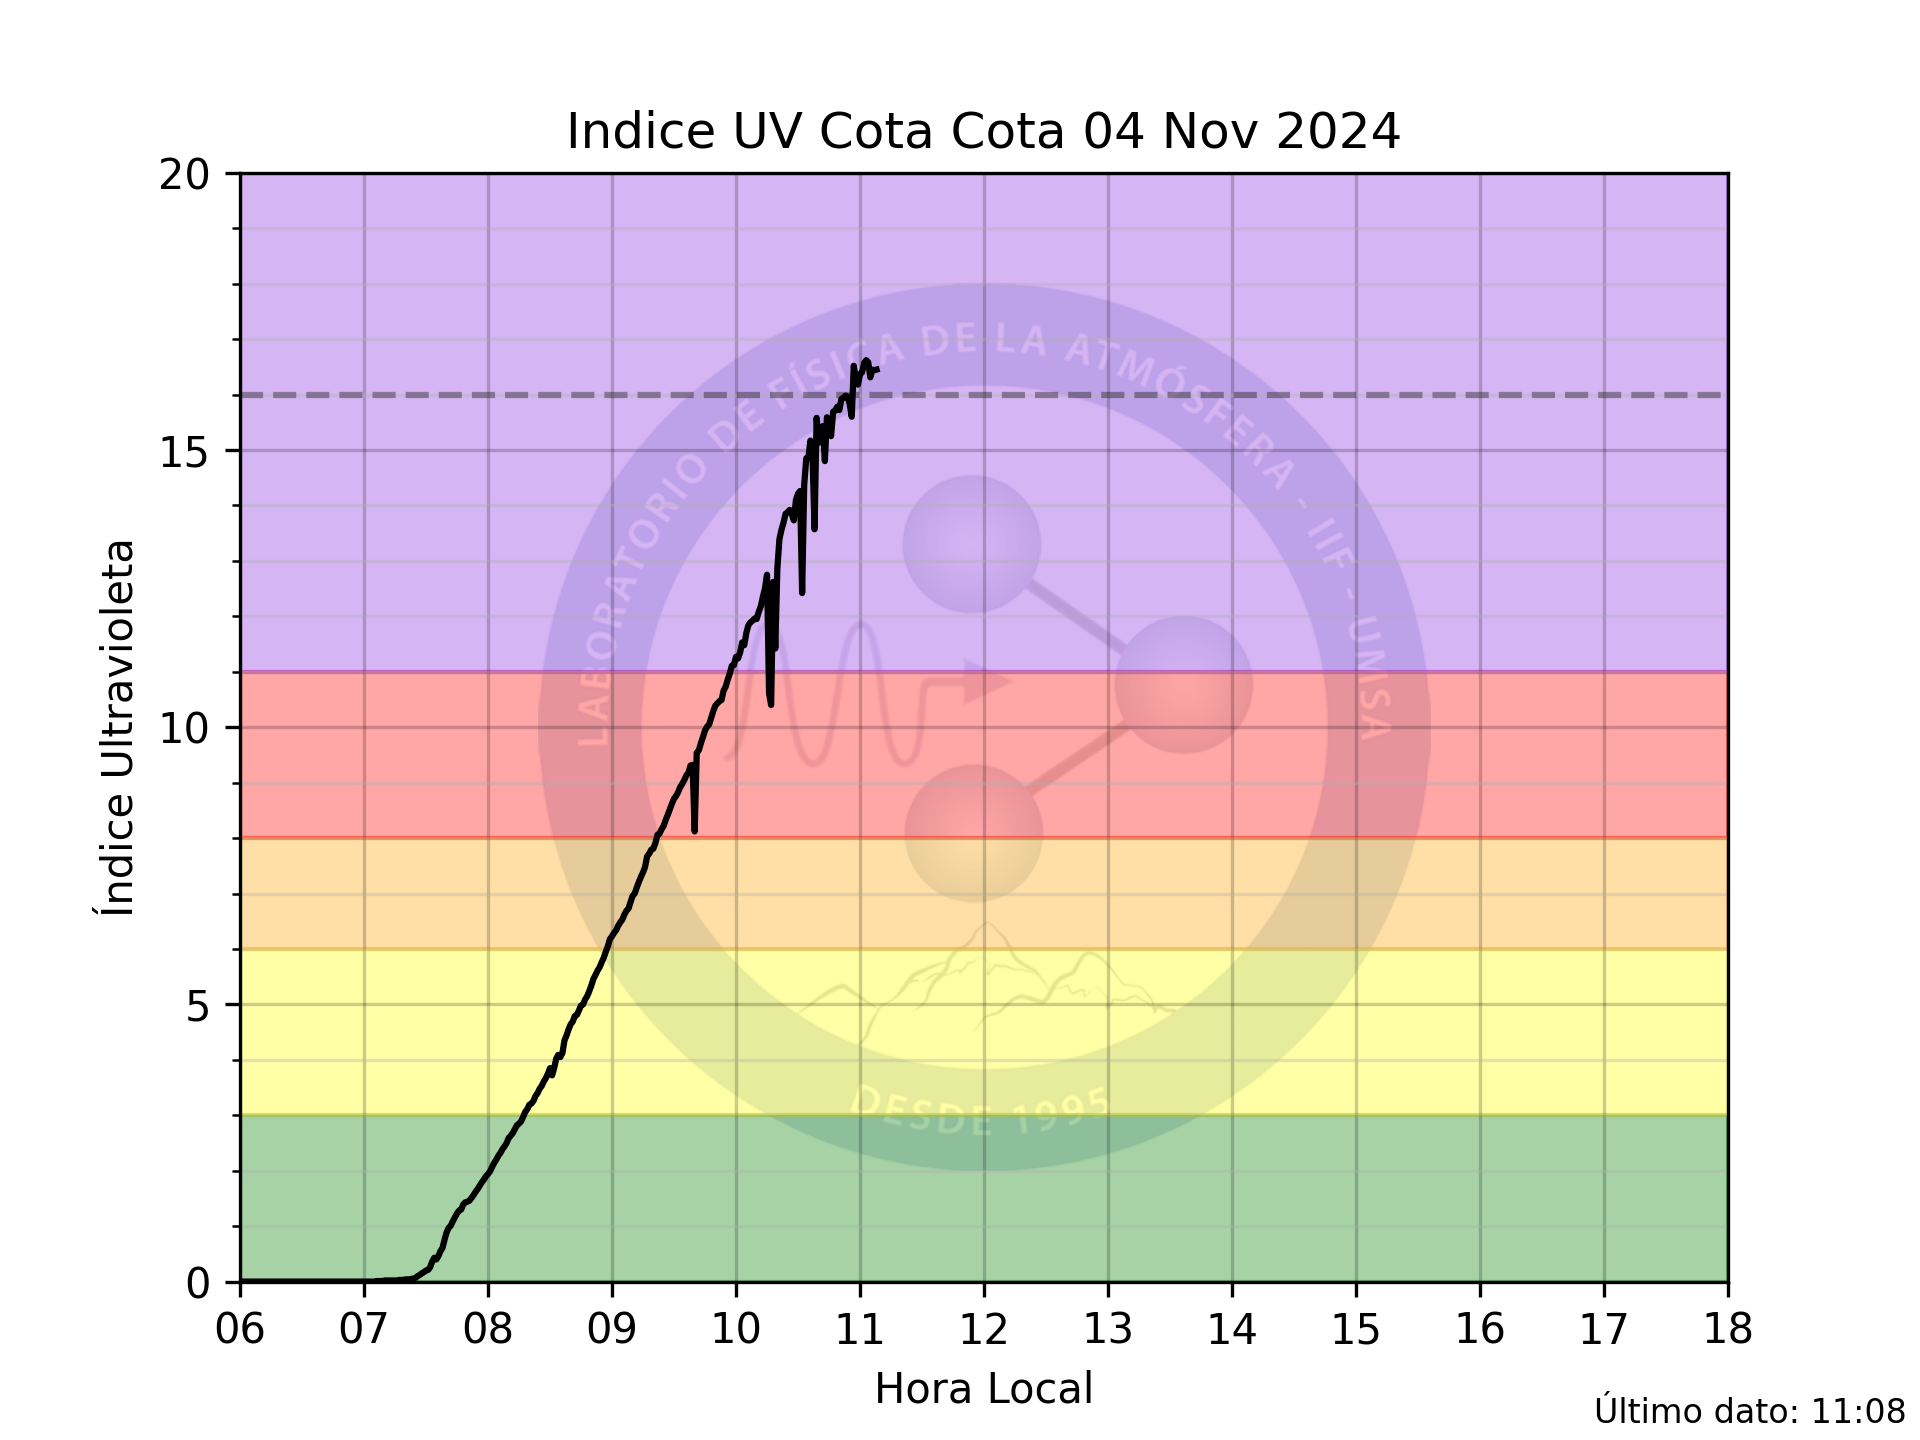 Indice UV Cota Cota 04 Nov 2024
20
15
10
5
0
Índice Ultravioleta
LABORATORIO DE FÍSICA DE LA ATMÓSFERA - IIF - UMSA
DESDE 1995
06 07 08 09 10 11 12 13 14 15 16 17 18
Hora Local
Último dato: 11:08